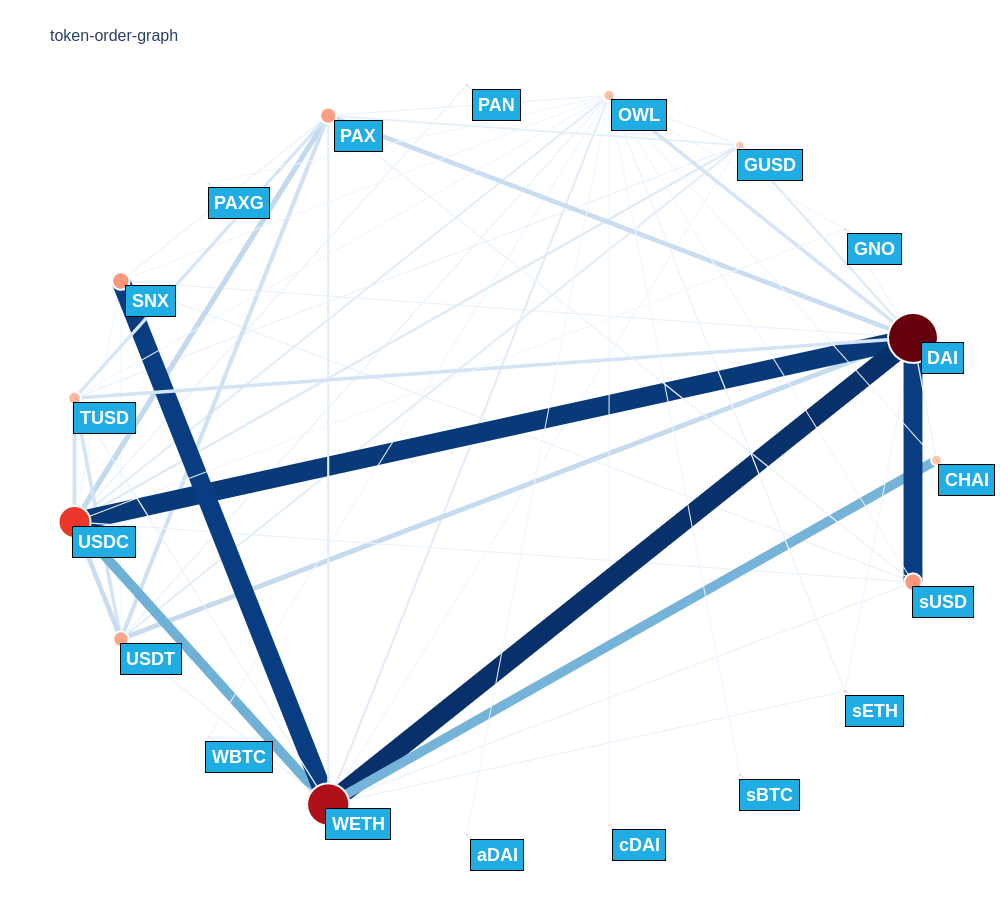 token-order-graph
PAN
OWL
PAX
GUSD
PAXG
GNO
SNX
DAI
TUSD
CHAI
USDC
sUSD
USDT
sETH
WBTC
sBTC
WETH
cDAI
aDAI